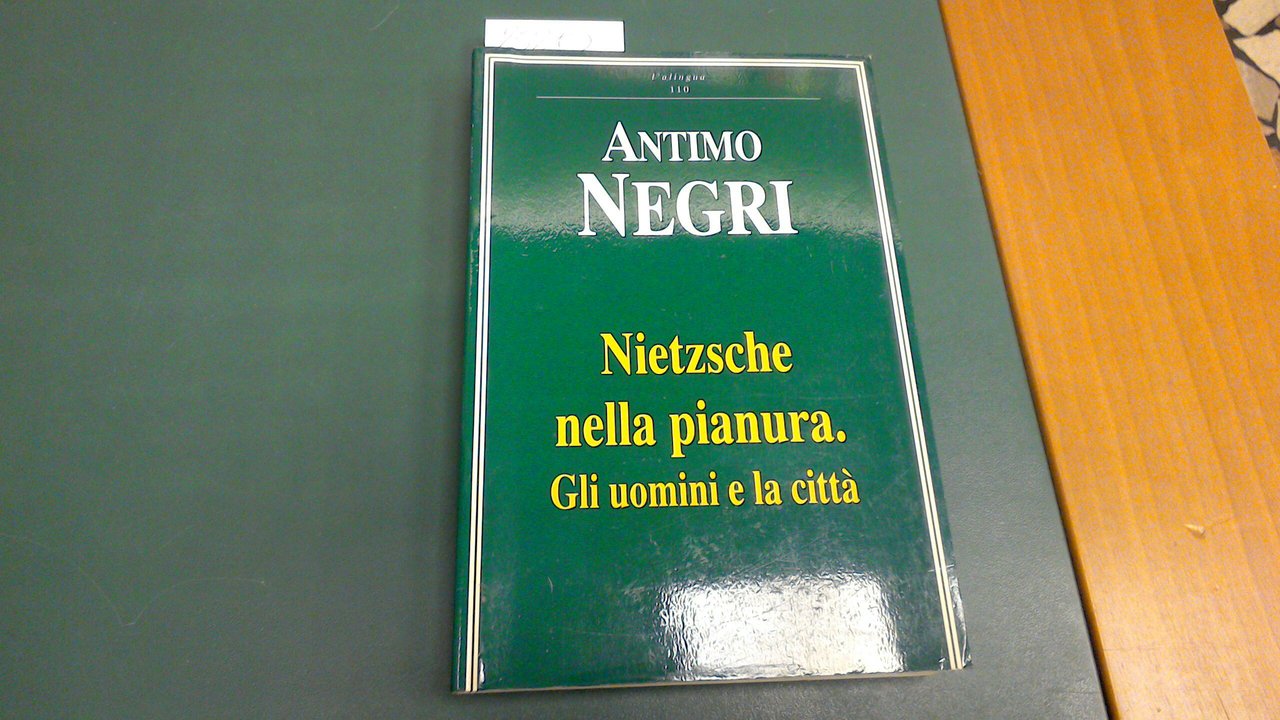 l'alingua
110
ANTIMO
NEGRI
Nietzsche
nella pianura.
Gli uomini e la città